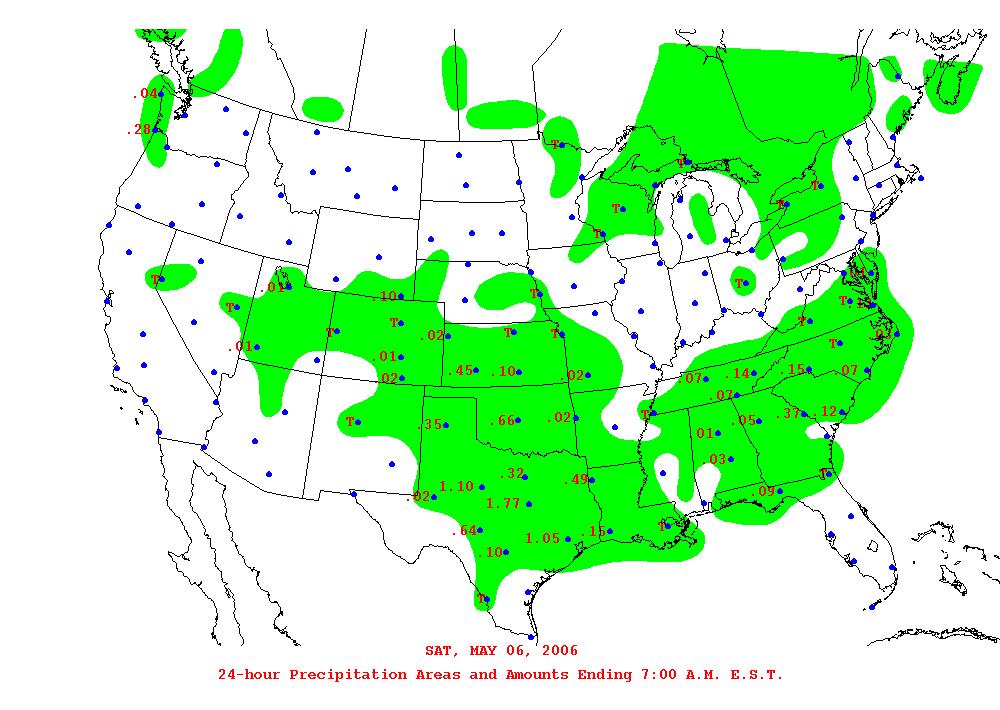 .04
.28
T
T
T
T
T
T
T
T
.01
T
.10
T
T
.01
T
T
T
.02
T
T
T
.03
.01
.01
.02
.45
.10
.02
.07
.14
.15
.07
.07
T
.35
.66
.02
T
.05
.37
.12
.01
.03
.32
.49
T
1.10
.02
1.77
.09
.64
1.05
.15
T
.10
T
SAT, MAY 06, 2006
24-hour Precipitation Areas and Amounts Ending 7:00 A.M. E.S.T.